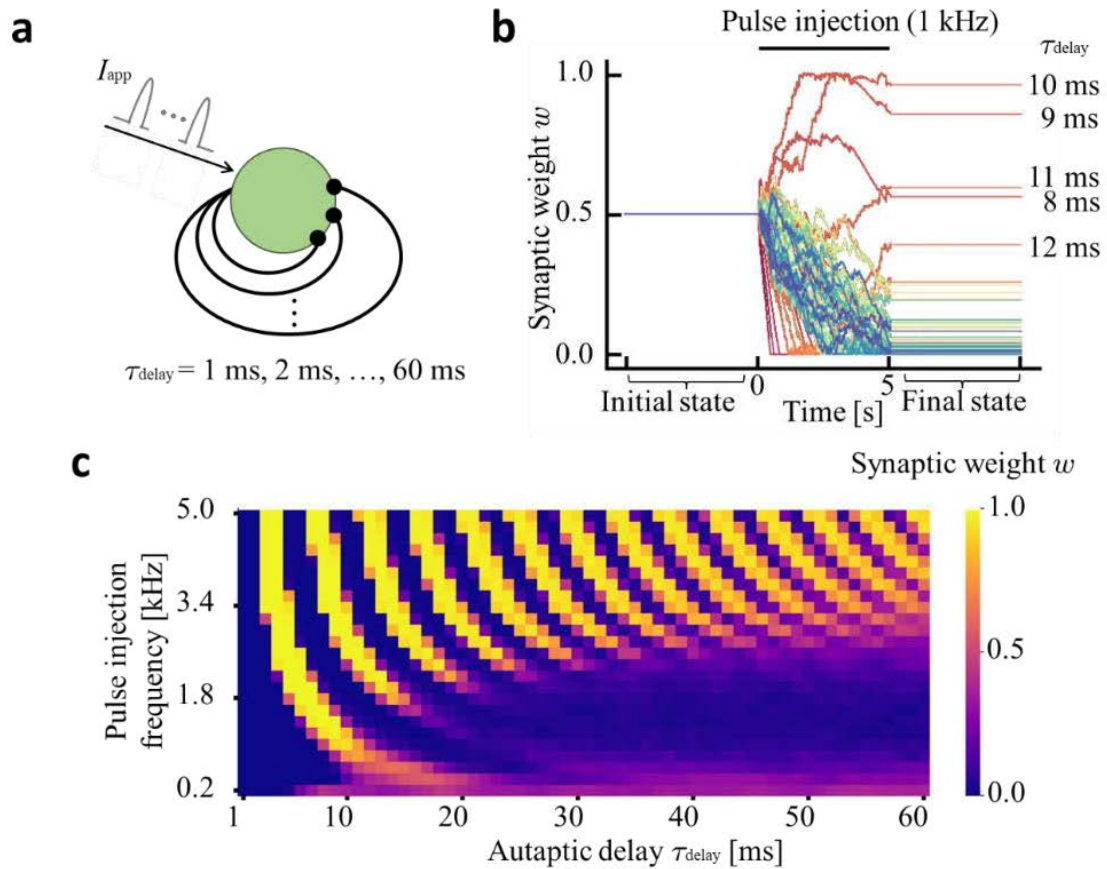 a
I_app
τ_delay = 1 ms, 2 ms, …, 60 ms
b
Pulse injection (1 kHz)
τ_delay
Synaptic weight w
1.0
0.5
0.0
10 ms
9 ms
11 ms
8 ms
12 ms
0
5
Initial state
Time [s]
Final state
c
Synaptic weight w
Pulse injection
frequency [kHz]
5.0
3.4
1.8
0.2
1.0
0.5
0.0
1
10
20
30
40
50
60
Autaptic delay τ_delay [ms]